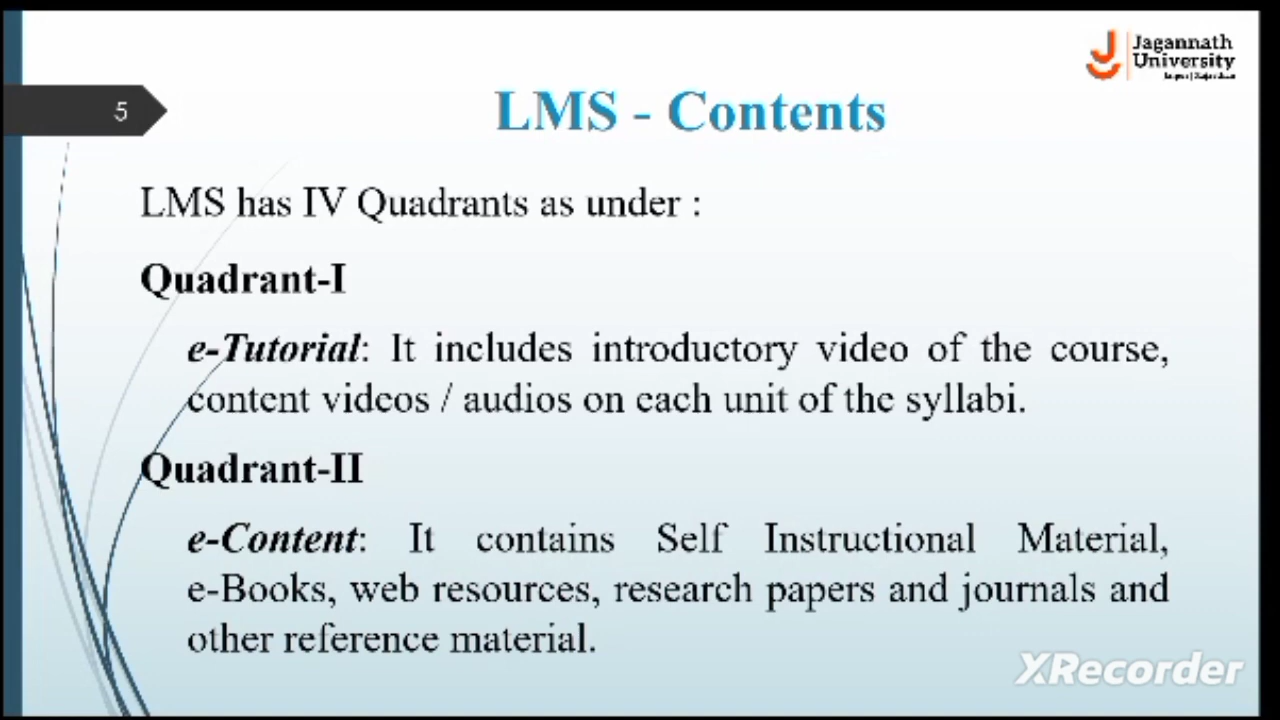 Jagannath
University
5
LMS - Contents
LMS has IV Quadrants as under :
Quadrant-I
e-Tutorial: It includes introductory video of the course,
content videos / audios on each unit of the syllabi.
Quadrant-II
e-Content: It contains Self Instructional Material,
e-Books, web resources, research papers and journals and
other reference material.
XRecorder